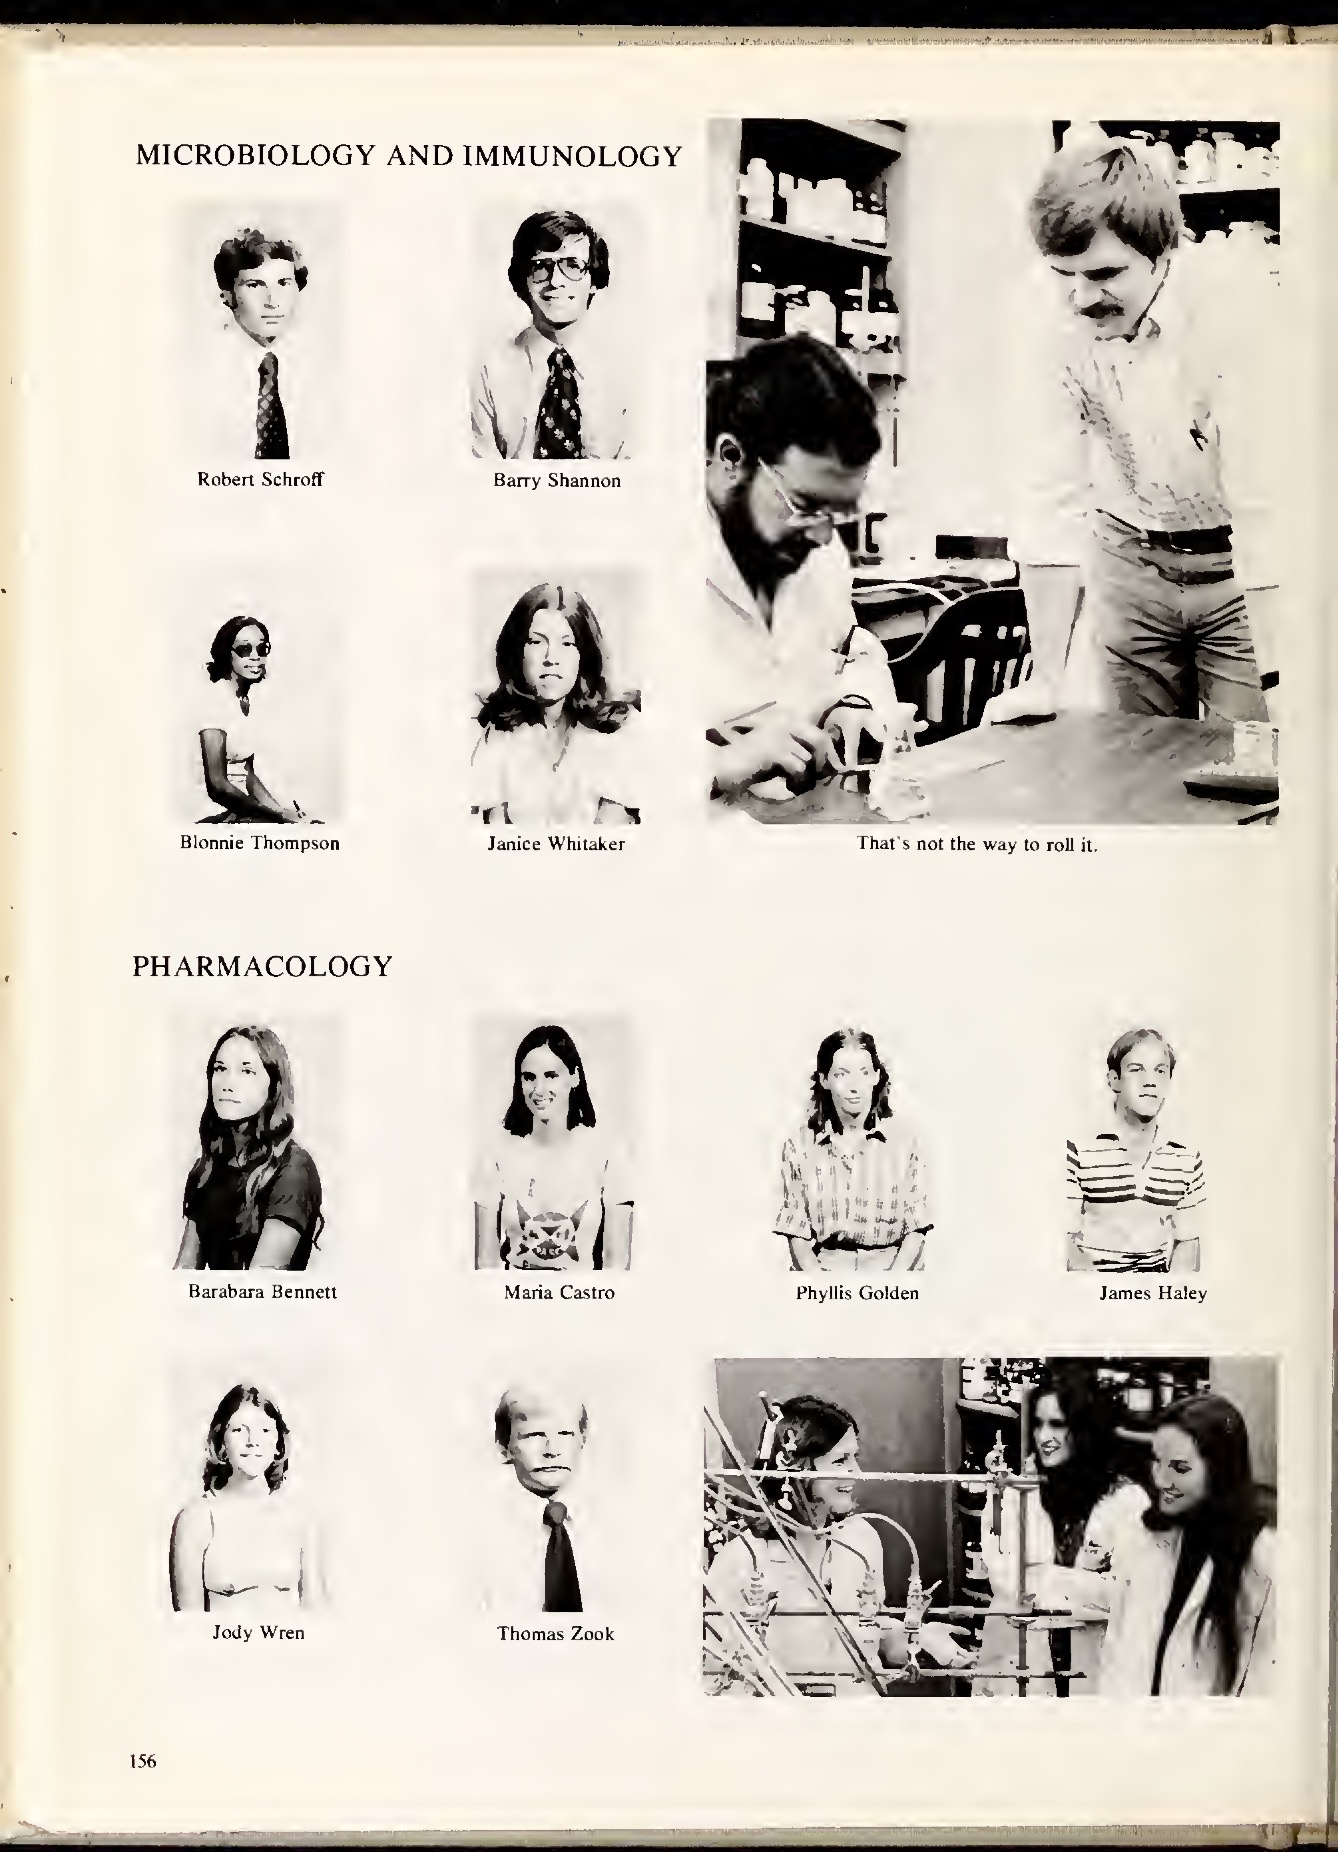 MICROBIOLOGY AND IMMUNOLOGY
Robert Schroff
Barry Shannon
Blonnie Thompson
Janice Whitaker
That's not the way to roll it.
PHARMACOLOGY
Barabara Bennett
Maria Castro
Phyllis Golden
James Haley
Jody Wren
Thomas Zook
156